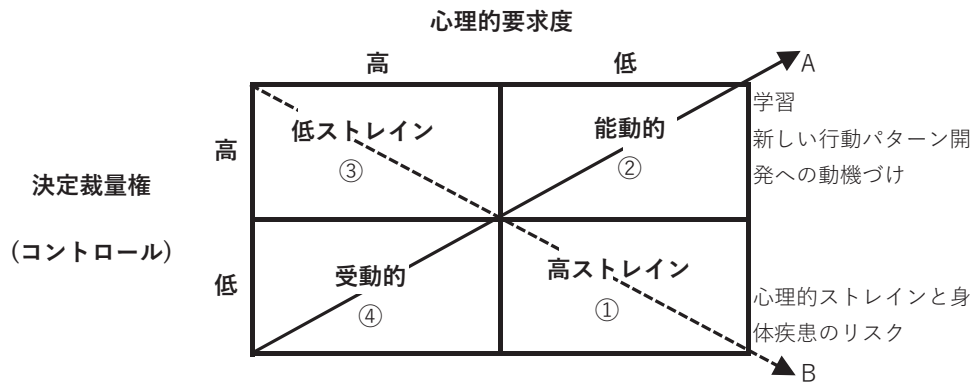 心理的要求度
高 低
A
学習
新しい行動パターン開
発への動機づけ
低ストレイン
③
能動的
②
高
決定裁量権
(コントロール)
低
受動的
④
高ストレイン
①
心理的ストレインと身
体疾患のリスク
B